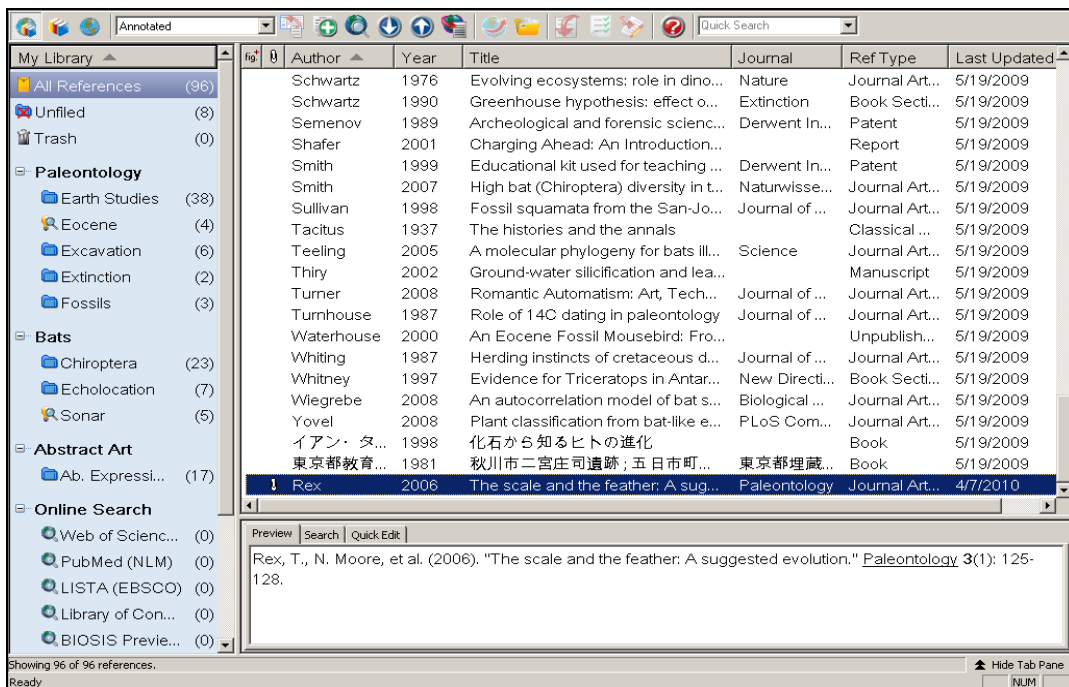 Annotated
Quick Search
My Library
All References (96)
Unfiled (8)
Trash (0)
Paleontology
Earth Studies (38)
Eocene (4)
Excavation (6)
Extinction (2)
Fossils (3)
Bats
Chiroptera (23)
Echolocation (7)
Sonar (5)
Abstract Art
Ab. Expressi... (17)
Online Search
Web of Scienc... (0)
PubMed (NLM) (0)
LISTA (EBSCO) (0)
Library of Con... (0)
BIOSIS Previe... (0)
fig. Author Year Title Journal Ref Type Last Updated
Schwartz 1976 Evolving ecosystems: role in dino... Nature Journal Art... 5/19/2009
Schwartz 1990 Greenhouse hypothesis: effect o... Extinction Book Secti... 5/19/2009
Semenov 1989 Archeological and forensic scienc... Derwent In... Patent 5/19/2009
Shafer 2001 Charging Ahead: An Introduction... Report 5/19/2009
Smith 1999 Educational kit used for teaching ... Derwent In... Patent 5/19/2009
Smith 2007 High bat (Chiroptera) diversity in t... Naturwisse... Journal Art... 5/19/2009
Sullivan 1998 Fossil squamata from the San-Jo... Journal of ... Journal Art... 5/19/2009
Tacitus 1937 The histories and the annals Classical ... 5/19/2009
Teeling 2005 A molecular phylogeny for bats ill... Science Journal Art... 5/19/2009
Thiry 2002 Ground-water silicification and lea... Manuscript 5/19/2009
Turner 2008 Romantic Automatism: Art, Tech... Journal of ... Journal Art... 5/19/2009
Turnhouse 1987 Role of 14C dating in paleontology Journal of ... Journal Art... 5/19/2009
Waterhouse 2000 An Eocene Fossil Mousebird: Fro... Unpublish... 5/19/2009
Whiting 1987 Herding instincts of cretaceous d... Journal of ... Journal Art... 5/19/2009
Whitney 1997 Evidence for Triceratops in Antar... New Directi... Book Secti... 5/19/2009
Wiegrebe 2008 An autocorrelation model of bat s... Biological ... Journal Art... 5/19/2009
Yovel 2008 Plant classification from bat-like e... PLoS Com... Journal Art... 5/19/2009
イアン・タ... 1998 化石から知るヒトの進化 Book 5/19/2009
東京都教育... 1981 秋川市二宮庄司遺跡 ; 五日市町... 東京都埋蔵... Book 5/19/2009
Rex 2006 The scale and the feather: A sug... Paleontology Journal Art... 4/7/2010
Preview Search Quick Edit
Rex, T., N. Moore, et al. (2006). "The scale and the feather: A suggested evolution." Paleontology 3(1): 125-
128.
Showing 96 of 96 references.
Hide Tab Pane
Ready
NUM